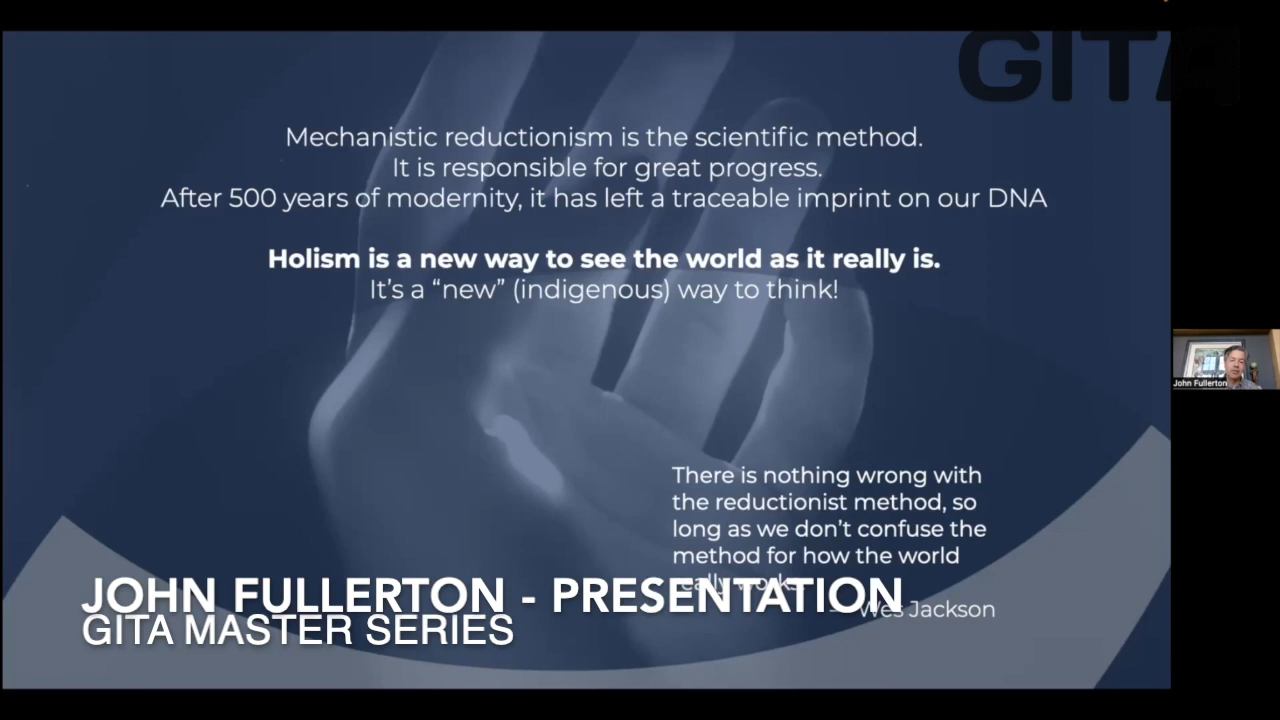 GITA
Mechanistic reductionism is the scientific method.
It is responsible for great progress.
After 500 years of modernity, it has left a traceable imprint on our DNA
Holism is a new way to see the world as it really is.
It's a “new” (indigenous) way to think!
John Fullerton
There is nothing wrong with
the reductionist method, so
long as we don't confuse the
method for how the world
really works
– Wes Jackson
JOHN FULLERTON - PRESENTATION
GITA MASTER SERIES